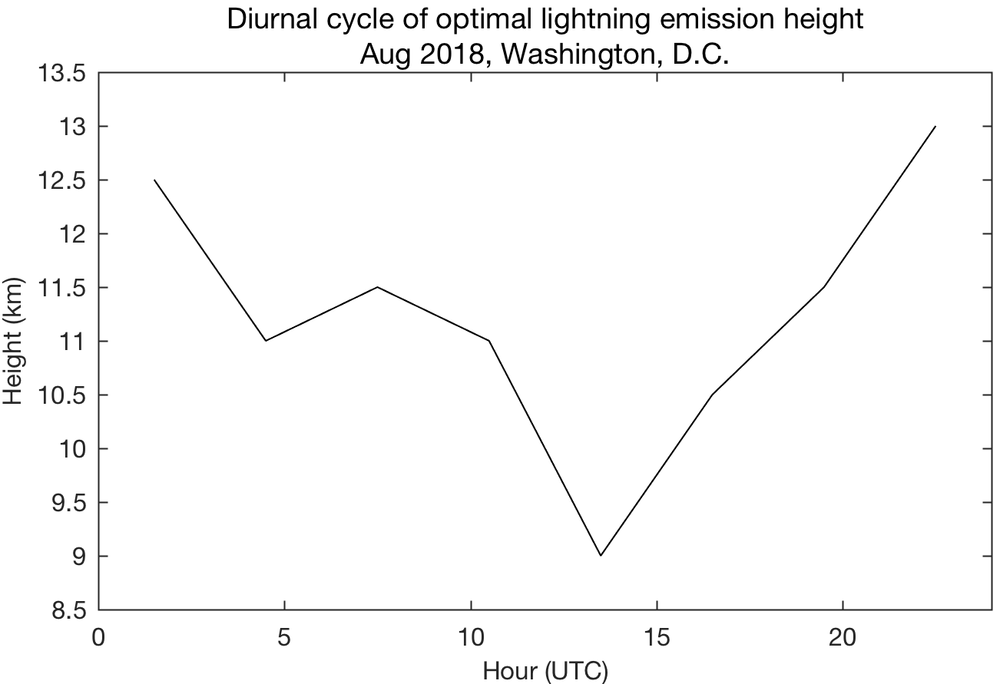 Diurnal cycle of optimal lightning emission height
Aug 2018, Washington, D.C.
13.5
13
12.5
12
11.5
11
10.5
10
9.5
9
8.5
Height (km)
0 5 10 15 20
Hour (UTC)